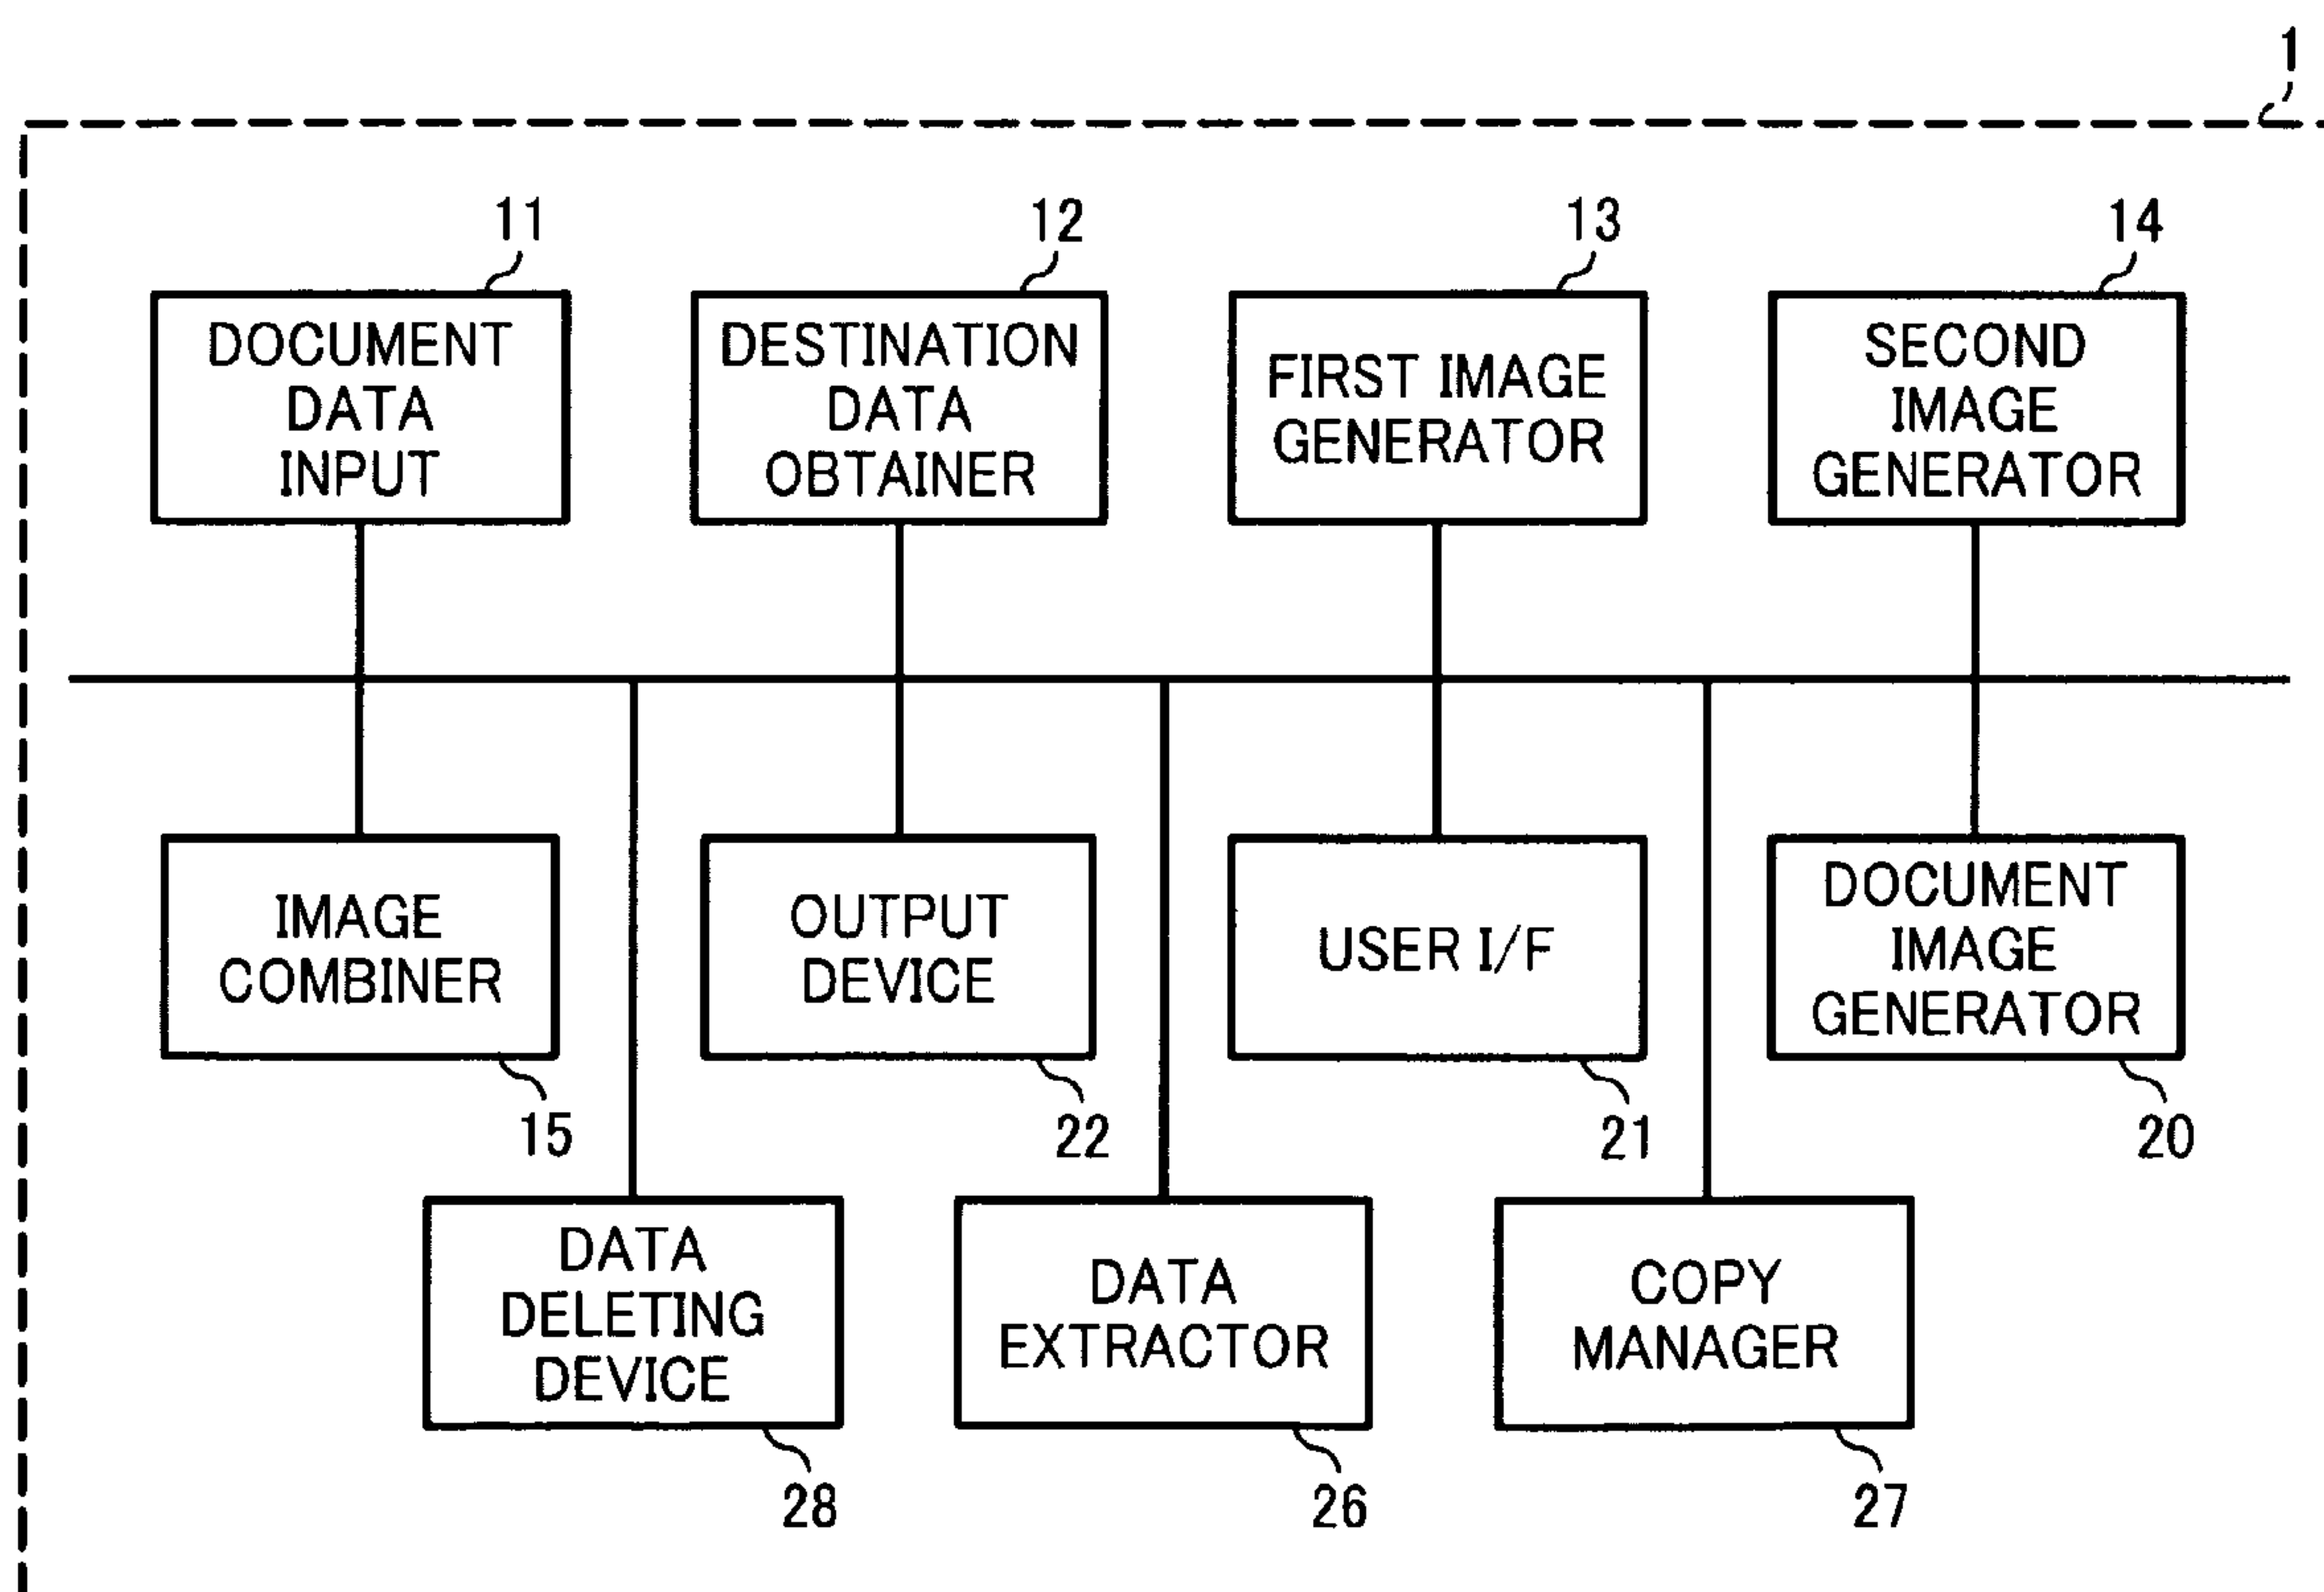 1
11
12
13
14
DOCUMENT
DATA
INPUT
DESTINATION
DATA
OBTAINER
FIRST IMAGE
GENERATOR
SECOND
IMAGE
GENERATOR
IMAGE
COMBINER
OUTPUT
DEVICE
USER I/F
DOCUMENT
IMAGE
GENERATOR
15
22
21
20
DATA
DELETING
DEVICE
DATA
EXTRACTOR
COPY
MANAGER
28
26
27